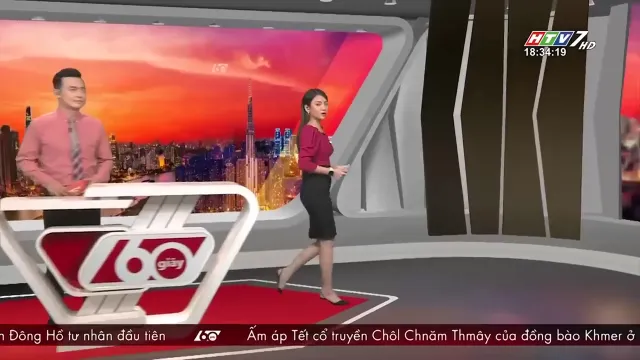 HTV7 HD
18:34:19
60 giây
n Đông Hồ tư nhân đầu tiên 60 Ấm áp Tết cổ truyền Chôl Chnăm Thmây của đồng bào Khmer ở